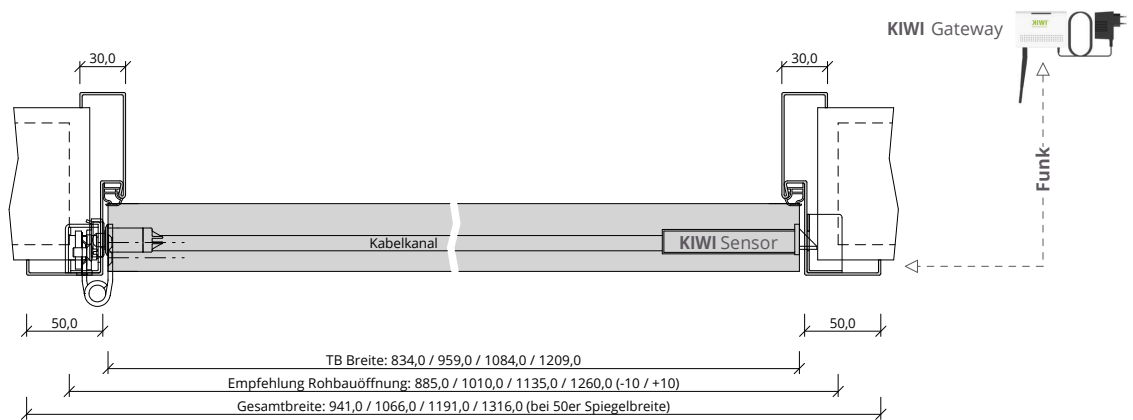 KIWI Gateway
KIWI
30,0
30,0
Funk
Kabelkanal
KIWI Sensor
50,0
50,0
TB Breite: 834,0 / 959,0 / 1084,0 / 1209,0
Empfehlung Rohbauöffnung: 885,0 / 1010,0 / 1135,0 / 1260,0 (-10 / +10)
Gesamtbreite: 941,0 / 1066,0 / 1191,0 / 1316,0 (bei 50er Spiegelbreite)